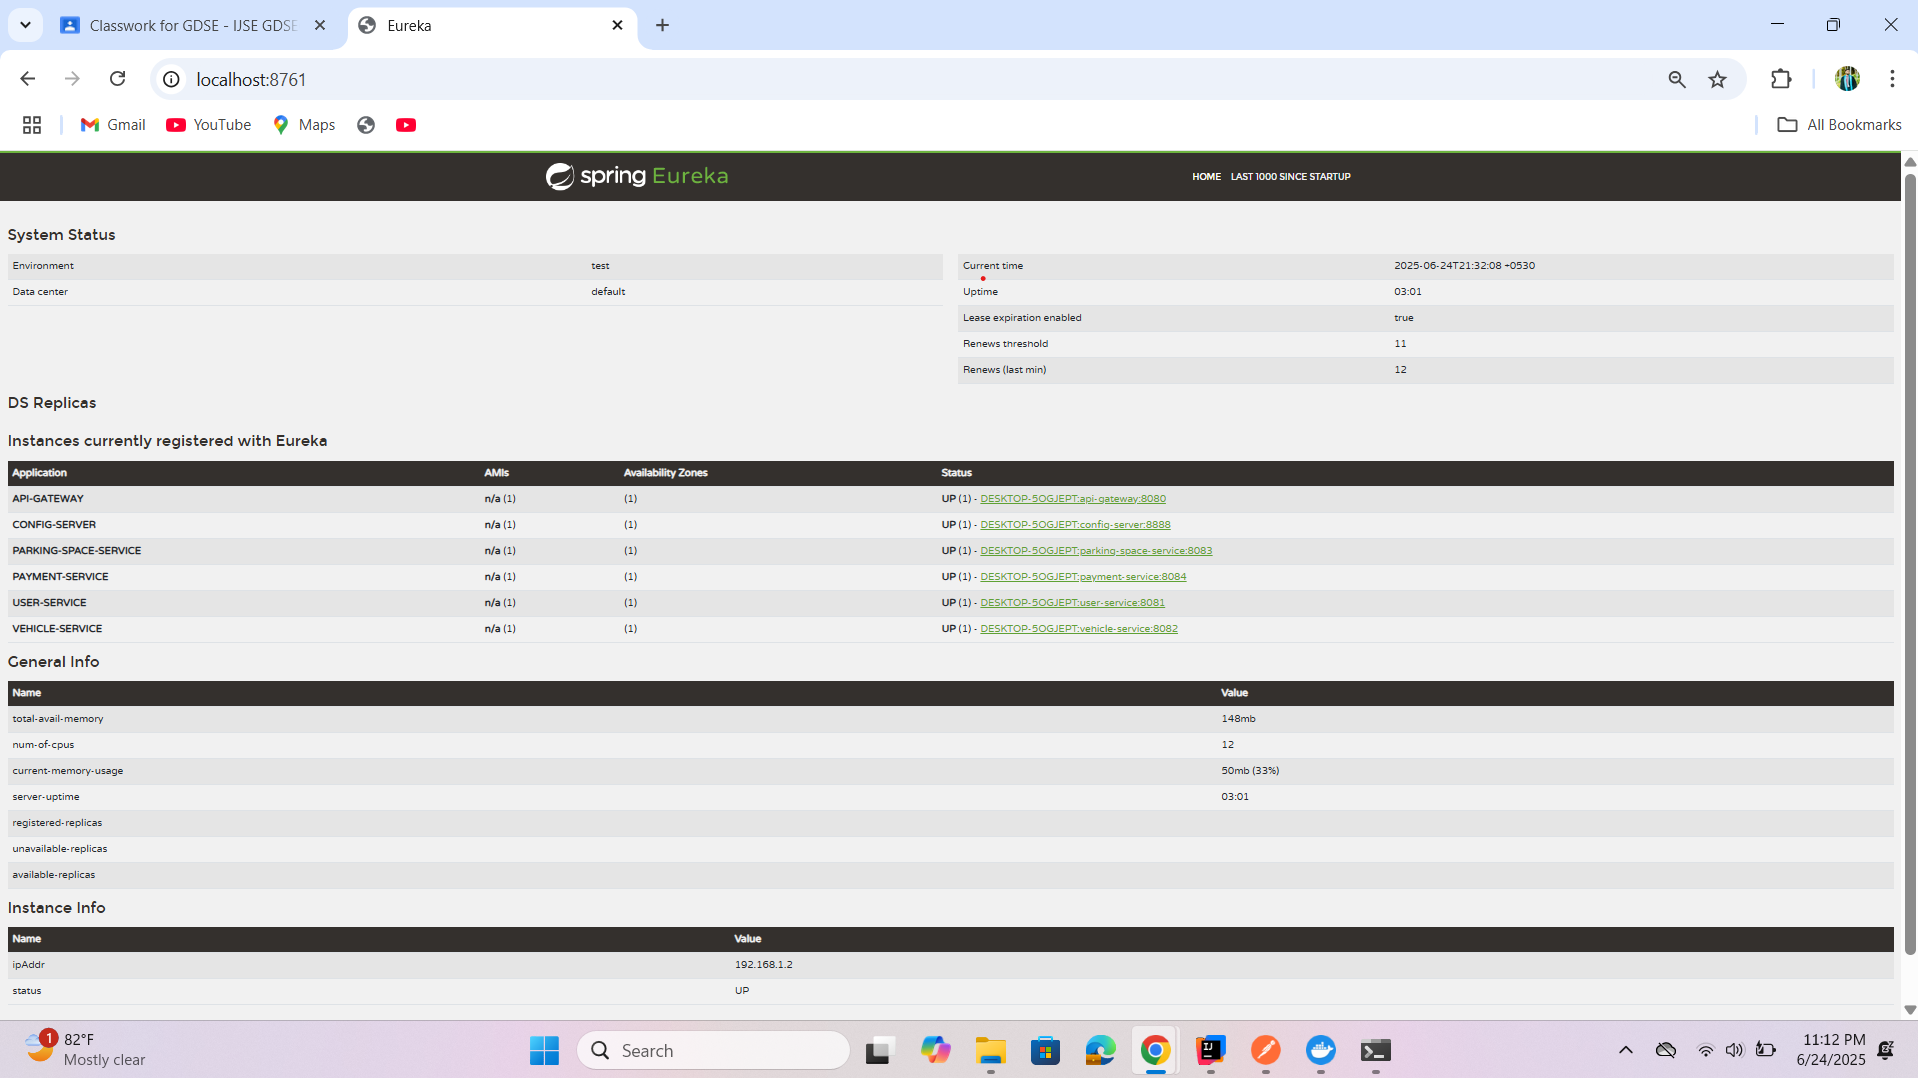 Classwork for GDSE - IJSE GDSE
Eureka
localhost:8761
Gmail
YouTube
Maps
All Bookmarks
spring Eureka
HOME LAST 1000 SINCE STARTUP
System Status
Environment test
Data center default
Current time 2025-06-24T21:32:08 +0530
Uptime 03:01
Lease expiration enabled true
Renews threshold 11
Renews (last min) 12
DS Replicas
Instances currently registered with Eureka
Application AMIs Availability Zones Status
API-GATEWAY n/a (1) (1) UP (1) - DESKTOP-5OGJEPT:api-gateway:8080
CONFIG-SERVER n/a (1) (1) UP (1) - DESKTOP-5OGJEPT:config-server:8888
PARKING-SPACE-SERVICE n/a (1) (1) UP (1) - DESKTOP-5OGJEPT:parking-space-service:8083
PAYMENT-SERVICE n/a (1) (1) UP (1) - DESKTOP-5OGJEPT:payment-service:8084
USER-SERVICE n/a (1) (1) UP (1) - DESKTOP-5OGJEPT:user-service:8081
VEHICLE-SERVICE n/a (1) (1) UP (1) - DESKTOP-5OGJEPT:vehicle-service:8082
General Info
Name Value
total-avail-memory 148mb
num-of-cpus 12
current-memory-usage 50mb (33%)
server-uptime 03:01
registered-replicas
unavailable-replicas
available-replicas
Instance Info
Name Value
ipAddr 192.168.1.2
status UP
1
82°F
Mostly clear
Search
IJ
11:12 PM
6/24/2025